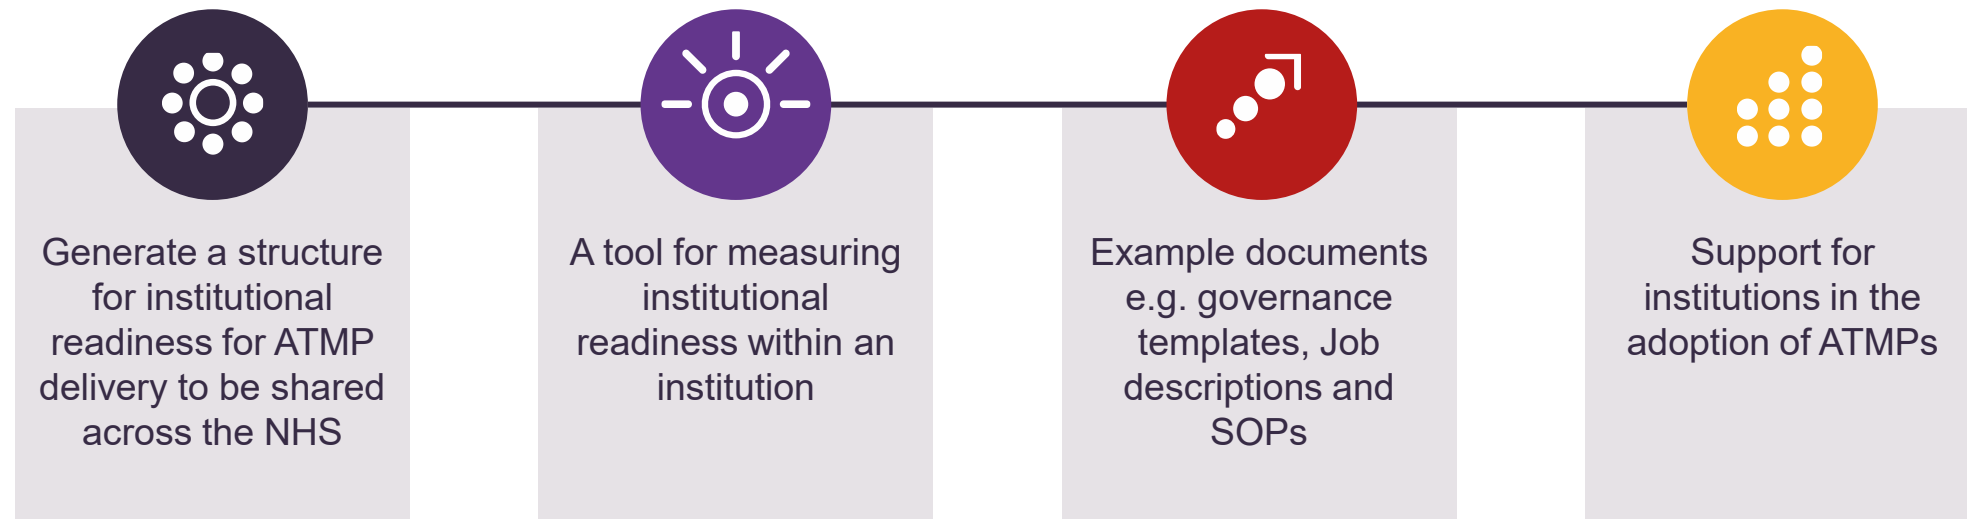 Generate a structure
for institutional
readiness for ATMP
delivery to be shared
across the NHS
A tool for measuring
institutional
readiness within an
institution
Example documents
e.g. governance
templates, Job
descriptions and
SOPs
Support for
institutions in the
adoption of ATMPs